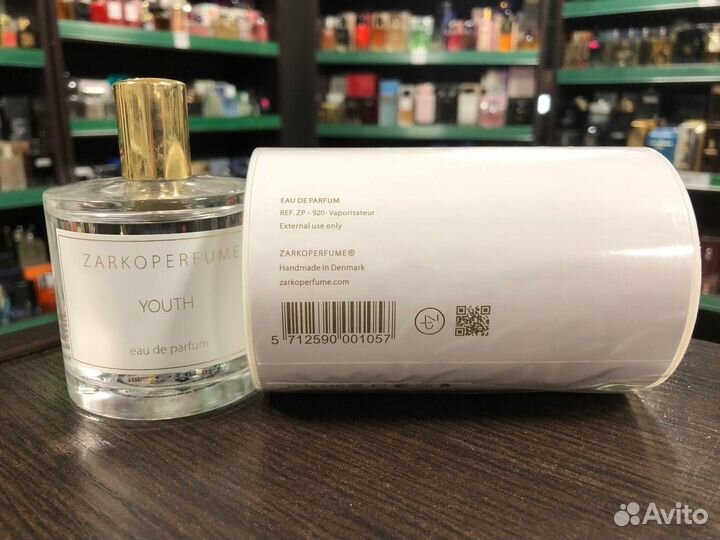 ZARKOPERFUME
YOUTH
eau de parfum
EAU DE PARFUM
REF. ZP - 920 · Vaporisateur
External use only
ZARKOPERFUME®
Handmade in Denmark
zarkoperfume.com
5 712590 001057
ZP
Avito